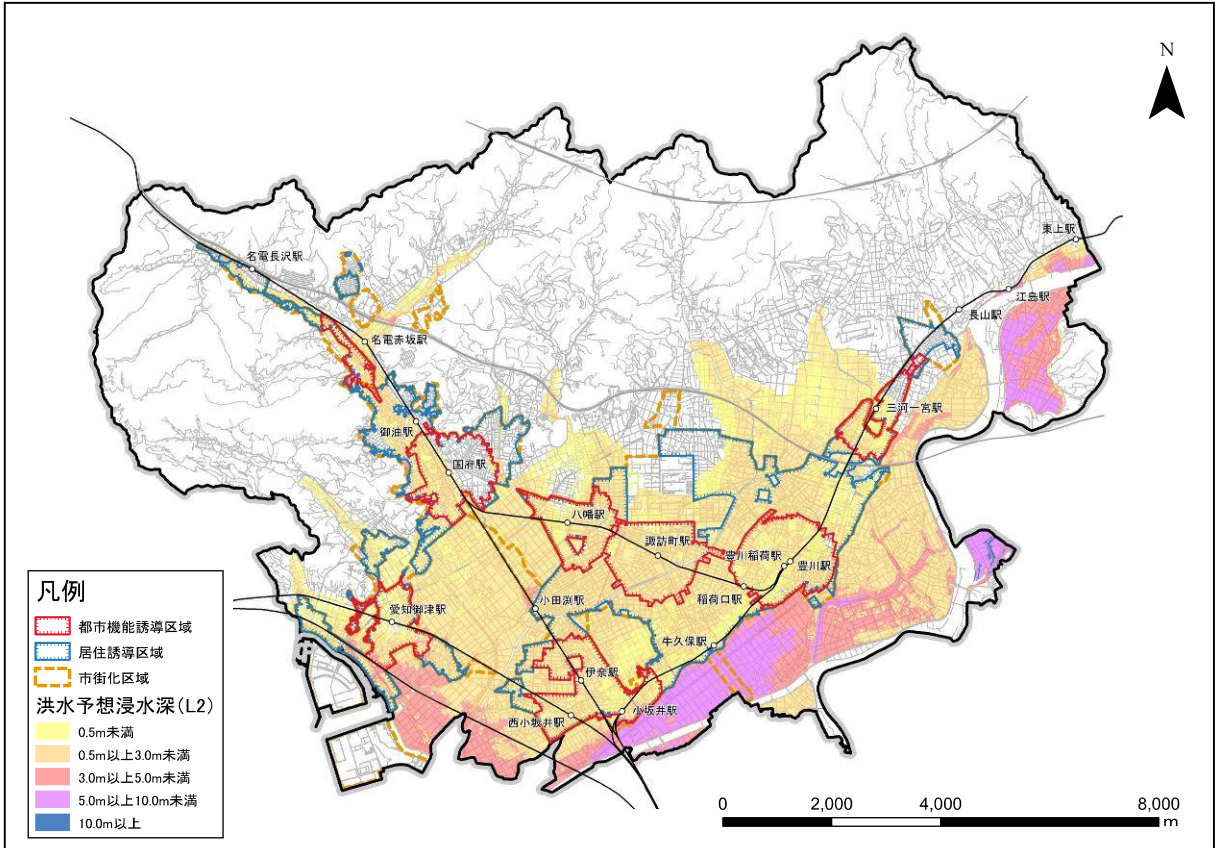 N
東上駅
名電長沢駅
江島駅
長山駅
名電赤坂駅
三河一宮駅
御油駅
国府駅
八幡駅
諏訪町駅
豊川稲荷駅
豊川駅
稲荷口駅
小田渕駅
愛知御津駅
牛久保駅
伊奈駅
小坂井駅
西小坂井駅
凡例
都市機能誘導区域
居住誘導区域
市街化区域
洪水予想浸水深(L2)
0.5m未満
0.5m以上3.0m未満
3.0m以上5.0m未満
5.0m以上10.0m未満
10.0m以上
0 2,000 4,000 8,000
m